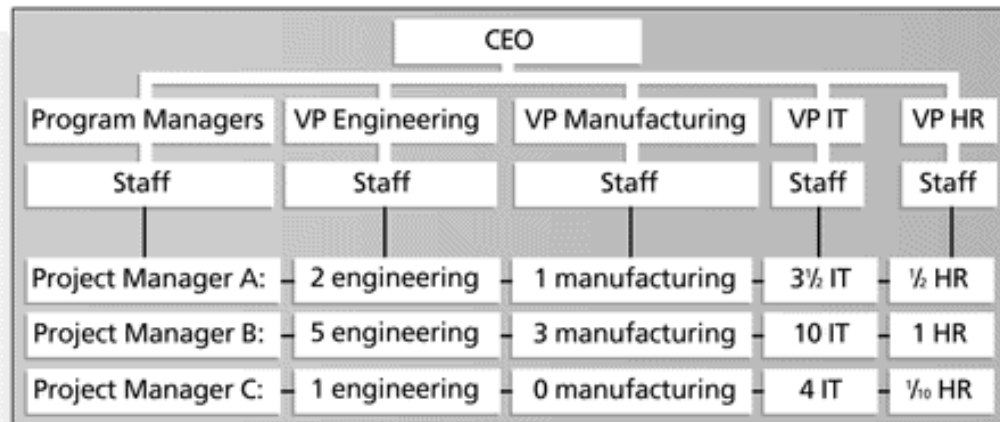 CEO
Program Managers VP Engineering VP Manufacturing VP IT VP HR
Staff Staff Staff Staff Staff
Project Manager A: 2 engineering 1 manufacturing 3½ IT ½ HR
Project Manager B: 5 engineering 3 manufacturing 10 IT 1 HR
Project Manager C: 1 engineering 0 manufacturing 4 IT ⅒ HR